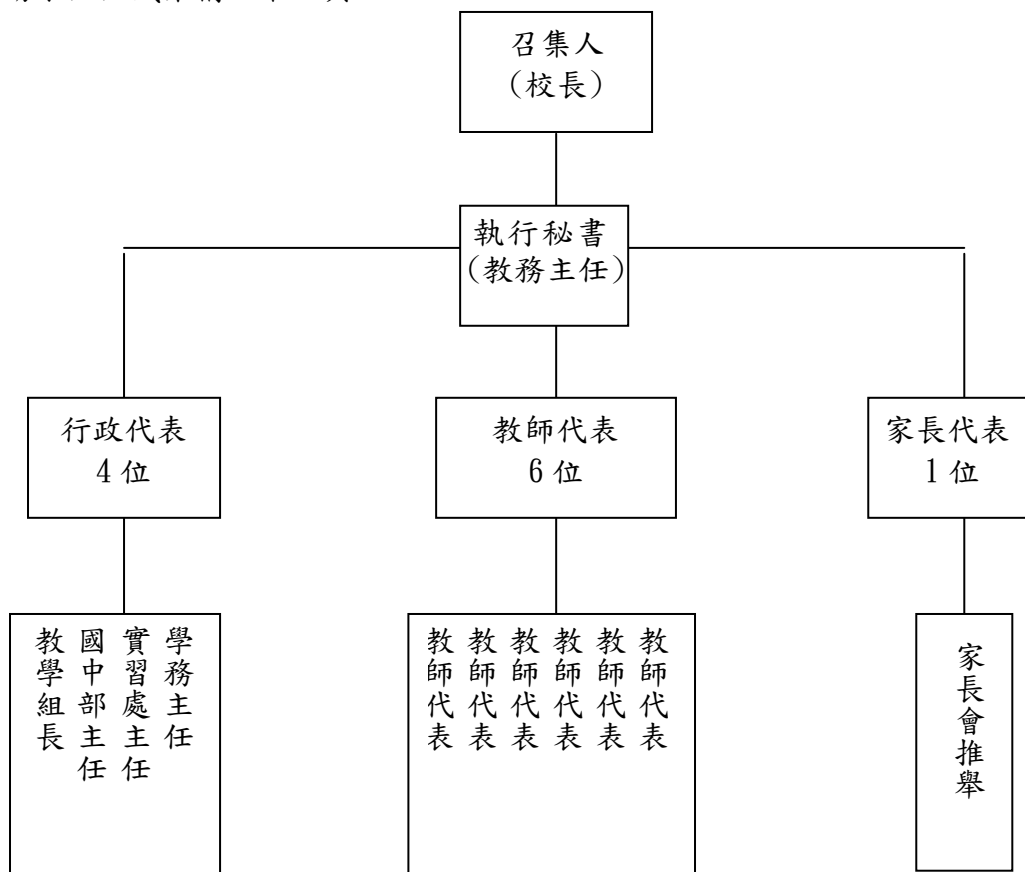 召集人
(校長)
執行秘書
(教務主任)
行政代表
4 位
教師代表
6 位
家長代表
1 位
學務主任
實習處主任
國中部主任
教學組長
教師代表
教師代表
教師代表
教師代表
教師代表
教師代表
家長會推舉